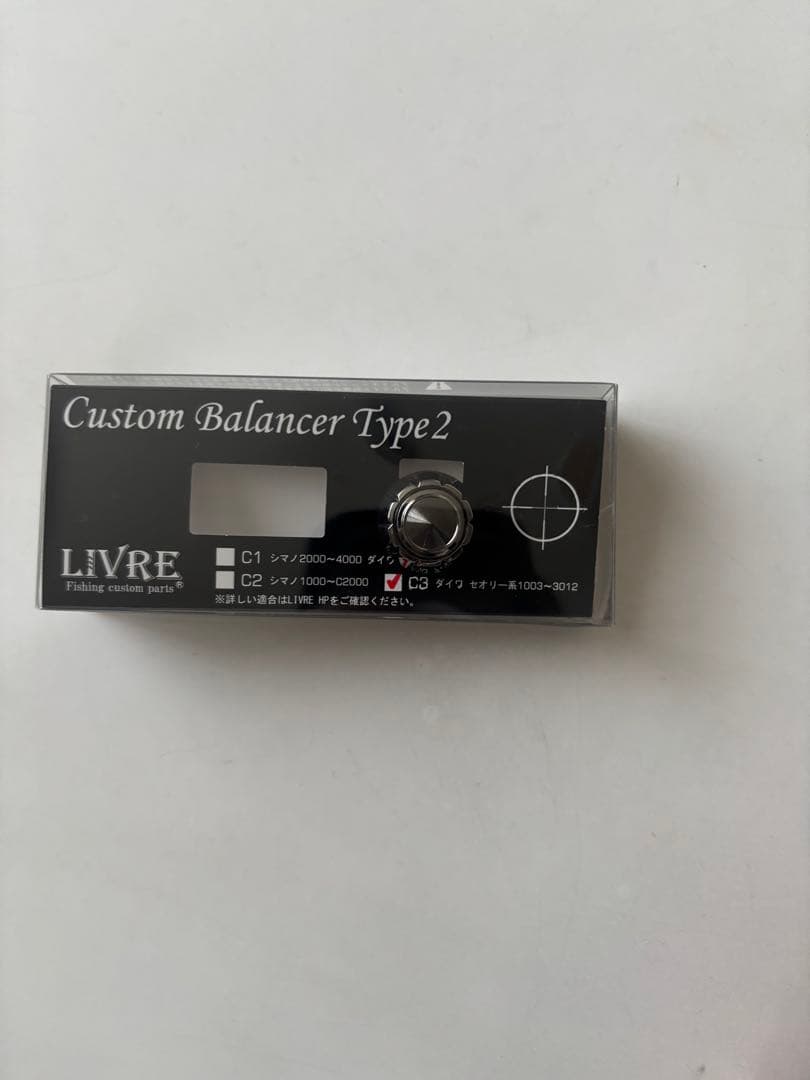 Custom Balancer Type2
LIVRE
Fishing custom parts®
C1 シマノ2000～4000 ダイワ
C2 シマノ1000～C2000
C3 ダイワ セオリー系1003～3012
※詳しい適合はLIVRE HPをご確認ください。